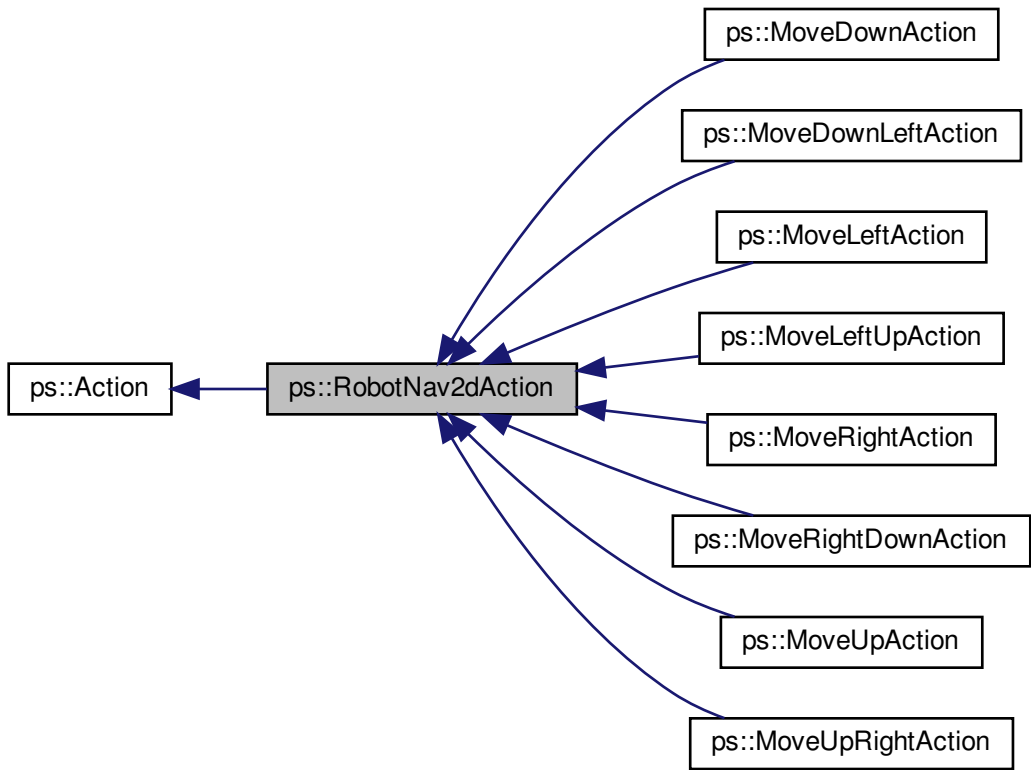 ps::MoveDownAction
ps::MoveDownLeftAction
ps::MoveLeftAction
ps::MoveLeftUpAction
ps::Action
ps::RobotNav2dAction
ps::MoveRightAction
ps::MoveRightDownAction
ps::MoveUpAction
ps::MoveUpRightAction